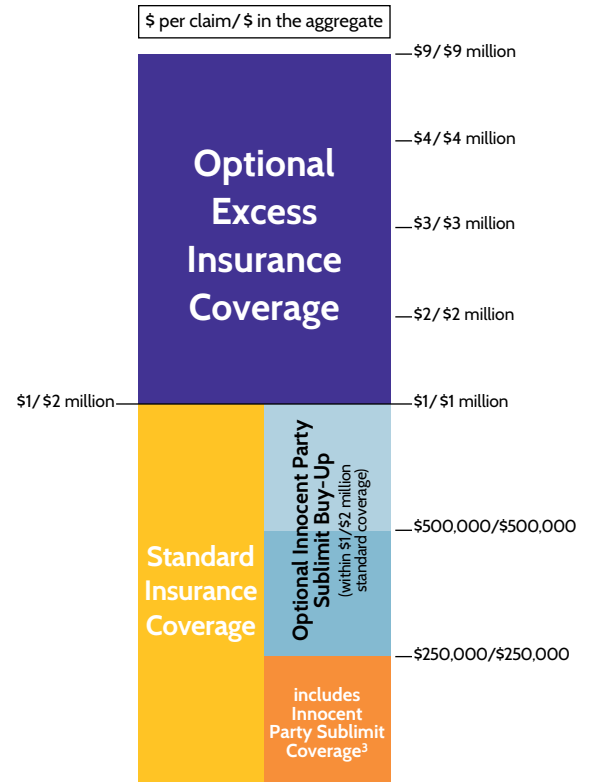 $ per claim/$ in the aggregate
$9/$9 million
$4/$4 million
$3/$3 million
$2/$2 million
Optional
Excess
Insurance
Coverage
$1/$2 million
$1/$1 million
Optional Innocent Party
Sublimit Buy-Up
(within $1/$2 million
standard coverage)
$500,000/$500,000
Standard
Insurance
Coverage
$250,000/$250,000
includes
Innocent
Party Sublimit
Coverage³